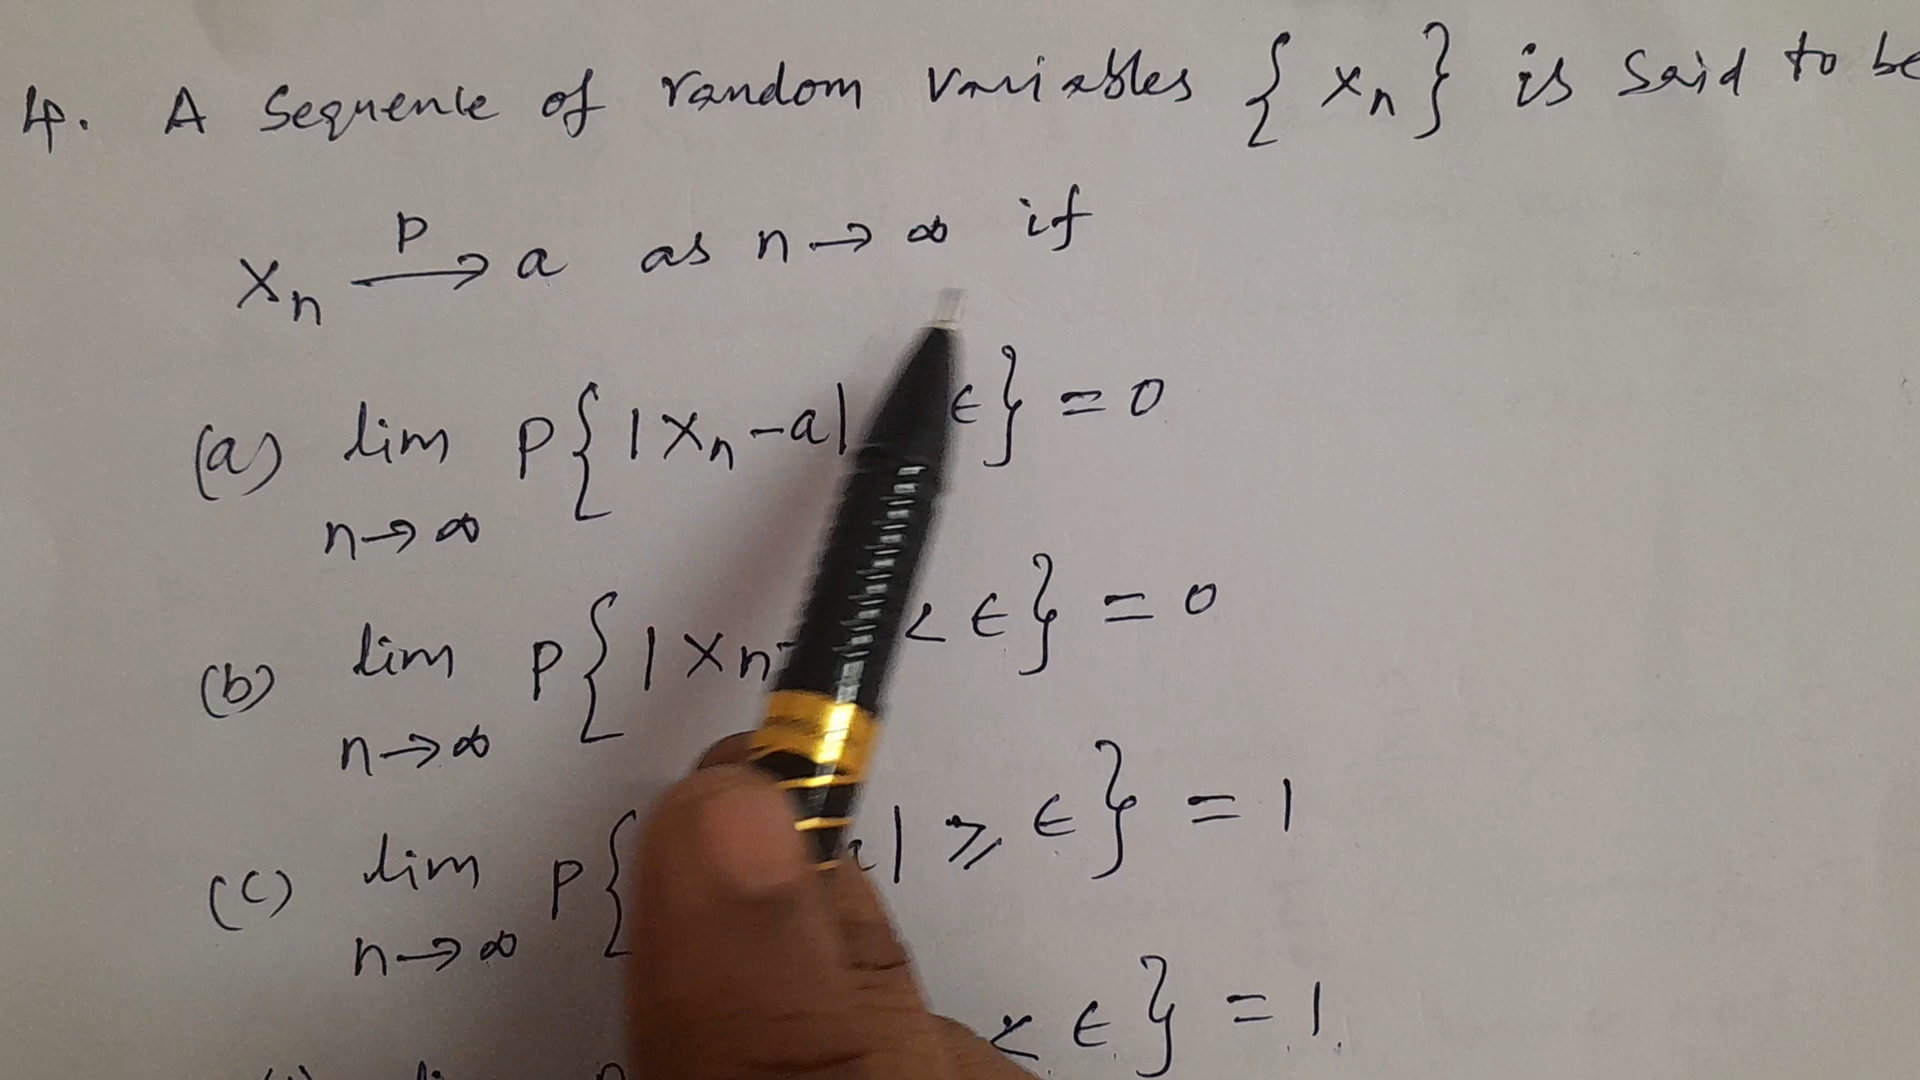 4. A Sequence of random variables { Xn } is said to be
Xn P→ a as n → ∞ if
(a) lim P{ |Xn - a| ∈} = 0
n→∞
(b) lim P{ |Xn- < ∈} = 0
n→∞
(c) lim P{ a| ⩾ ∈} = 1
n→∞
< ∈} = 1.